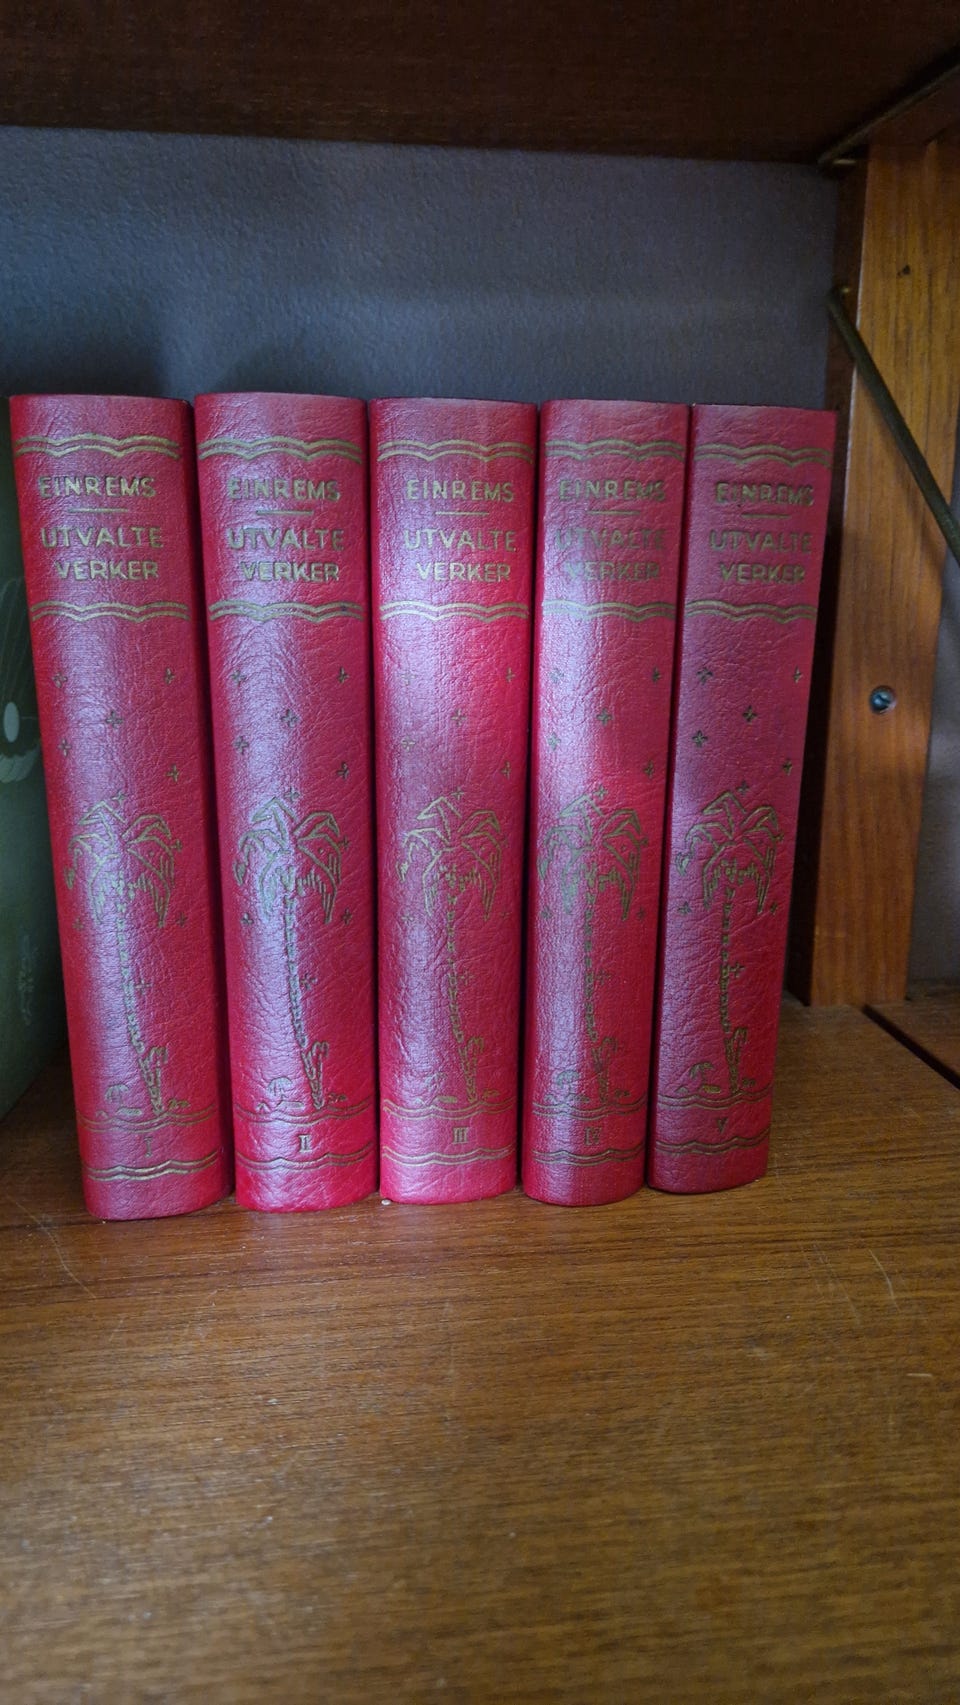 EINREMS
UTVALTE
VERKER
I
EINREMS
UTVALTE
VERKER
II
EINREMS
UTVALTE
VERKER
III
EINREMS
UTVALTE
VERKER
IV
EINREMS
UTVALTE
VERKER
V